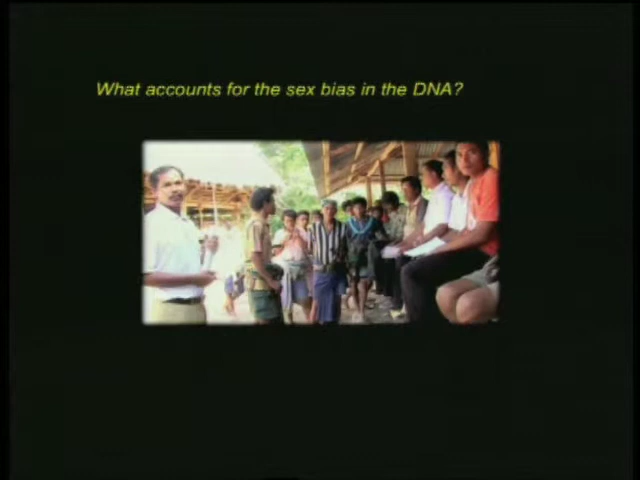 What accounts for the sex bias in the DNA?